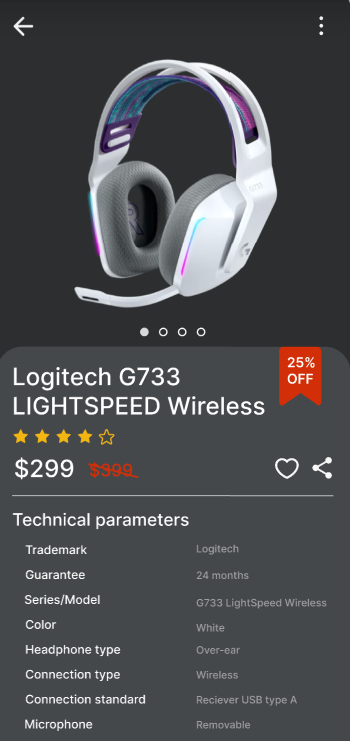 G733
25%
OFF
Logitech G733
LIGHTSPEED Wireless
$299 $399
Technical parameters
Trademark Logitech
Guarantee 24 months
Series/Model G733 LightSpeed Wireless
Color White
Headphone type Over-ear
Connection type Wireless
Connection standard Reciever USB type A
Microphone Removable